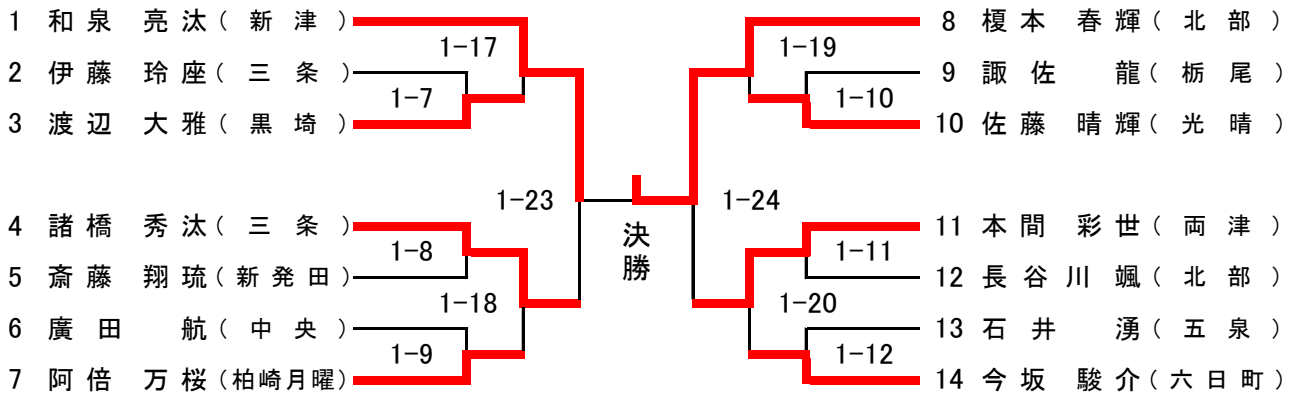 1 和泉 亮汰(新津)
1-17
2 伊藤 玲座(三条)
1-7
3 渡辺 大雅(黒埼)
1-23
4 諸橋 秀汰(三条)
1-8
5 斎藤 翔琉(新発田)
1-18
6 廣田 航(中央)
1-9
7 阿倍 万桜(柏崎月曜)
決勝
8 榎本 春輝(北部)
1-19
9 諏佐 龍(栃尾)
1-10
10 佐藤 晴輝(光晴)
1-24
11 本間 彩世(両津)
1-11
12 長谷川 颯(北部)
1-20
13 石井 湧(五泉)
1-12
14 今坂 駿介(六日町)